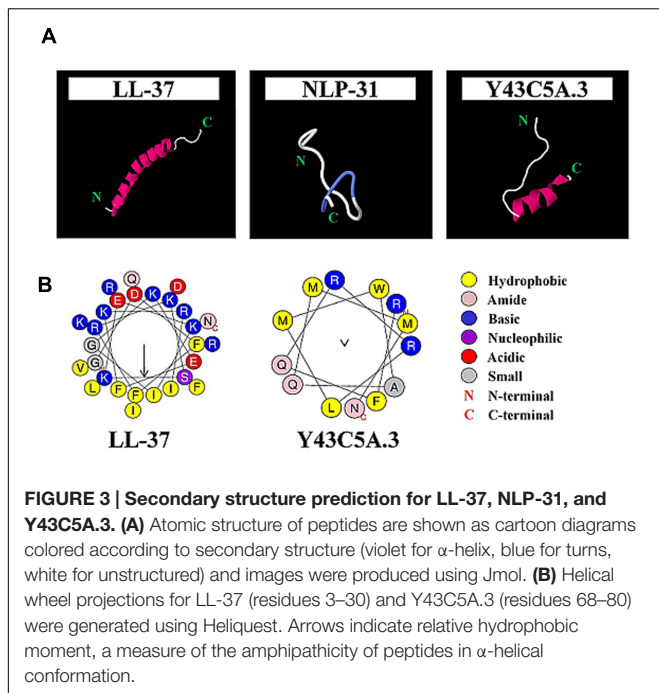 A
LL-37 NLP-31 Y43C5A.3
N C N C N C
B
Q
R E D K D
K K R
K R K N C
G F R
G E
V K S
L F F I I F
I
LL-37
M R W
M R N
M
R
Q
Q A
L N F
C
Y43C5A.3
Hydrophobic
Amide
Basic
Nucleophilic
Acidic
Small
N N-terminal
C C-terminal
FIGURE 3 | Secondary structure prediction for LL-37, NLP-31, and
Y43C5A.3. (A) Atomic structure of peptides are shown as cartoon diagrams
colored according to secondary structure (violet for α-helix, blue for turns,
white for unstructured) and images were produced using Jmol. (B) Helical
wheel projections for LL-37 (residues 3–30) and Y43C5A.3 (residues 68–80)
were generated using Heliquest. Arrows indicate relative hydrophobic
moment, a measure of the amphipathicity of peptides in α-helical
conformation.